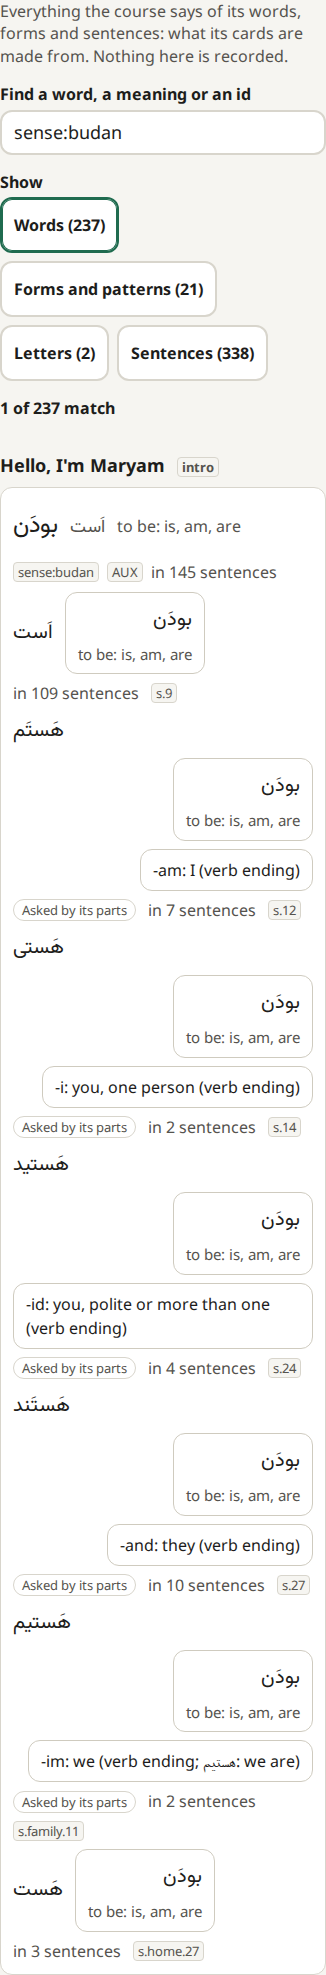 Everything the course says of its words,
forms and sentences: what its cards are
made from. Nothing here is recorded.
Find a word, a meaning or an id
sense:budan
Show
Words (237)
Forms and patterns (21)
Letters (2) Sentences (338)
1 of 237 match
Hello, I'm Maryam intro
بودَن اَست to be: is, am, are
sense:budan AUX in 145 sentences
اَست بودَن
to be: is, am, are
in 109 sentences s.9
هَستَم
بودَن
to be: is, am, are
-am: I (verb ending)
Asked by its parts in 7 sentences s.12
هَستی
بودَن
to be: is, am, are
-i: you, one person (verb ending)
Asked by its parts in 2 sentences s.14
هَستید
بودَن
to be: is, am, are
-id: you, polite or more than one
(verb ending)
Asked by its parts in 4 sentences s.24
هَستَند
بودَن
to be: is, am, are
-and: they (verb ending)
Asked by its parts in 10 sentences s.27
هَستیم
بودَن
to be: is, am, are
-im: we (verb ending; هستیم: we are)
Asked by its parts in 2 sentences
s.family.11
هَست بودَن
to be: is, am, are
in 3 sentences s.home.27